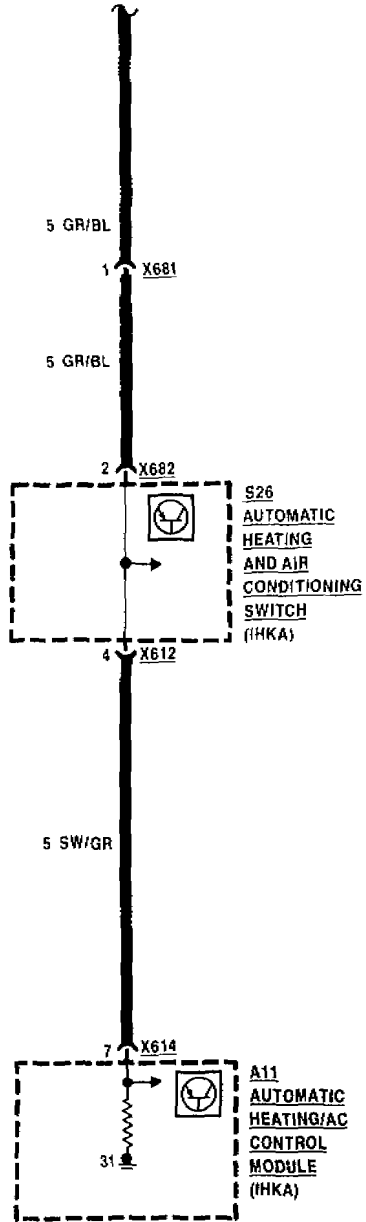 5 GR/BL
1 X681
5 GR/BL
2 X682
S26
AUTOMATIC
HEATING
AND AIR
CONDITIONING
SWITCH
(IHKA)
4 X612
5 SW/GR
7 X614
A11
AUTOMATIC
HEATING/AC
CONTROL
MODULE
(IHKA)
31